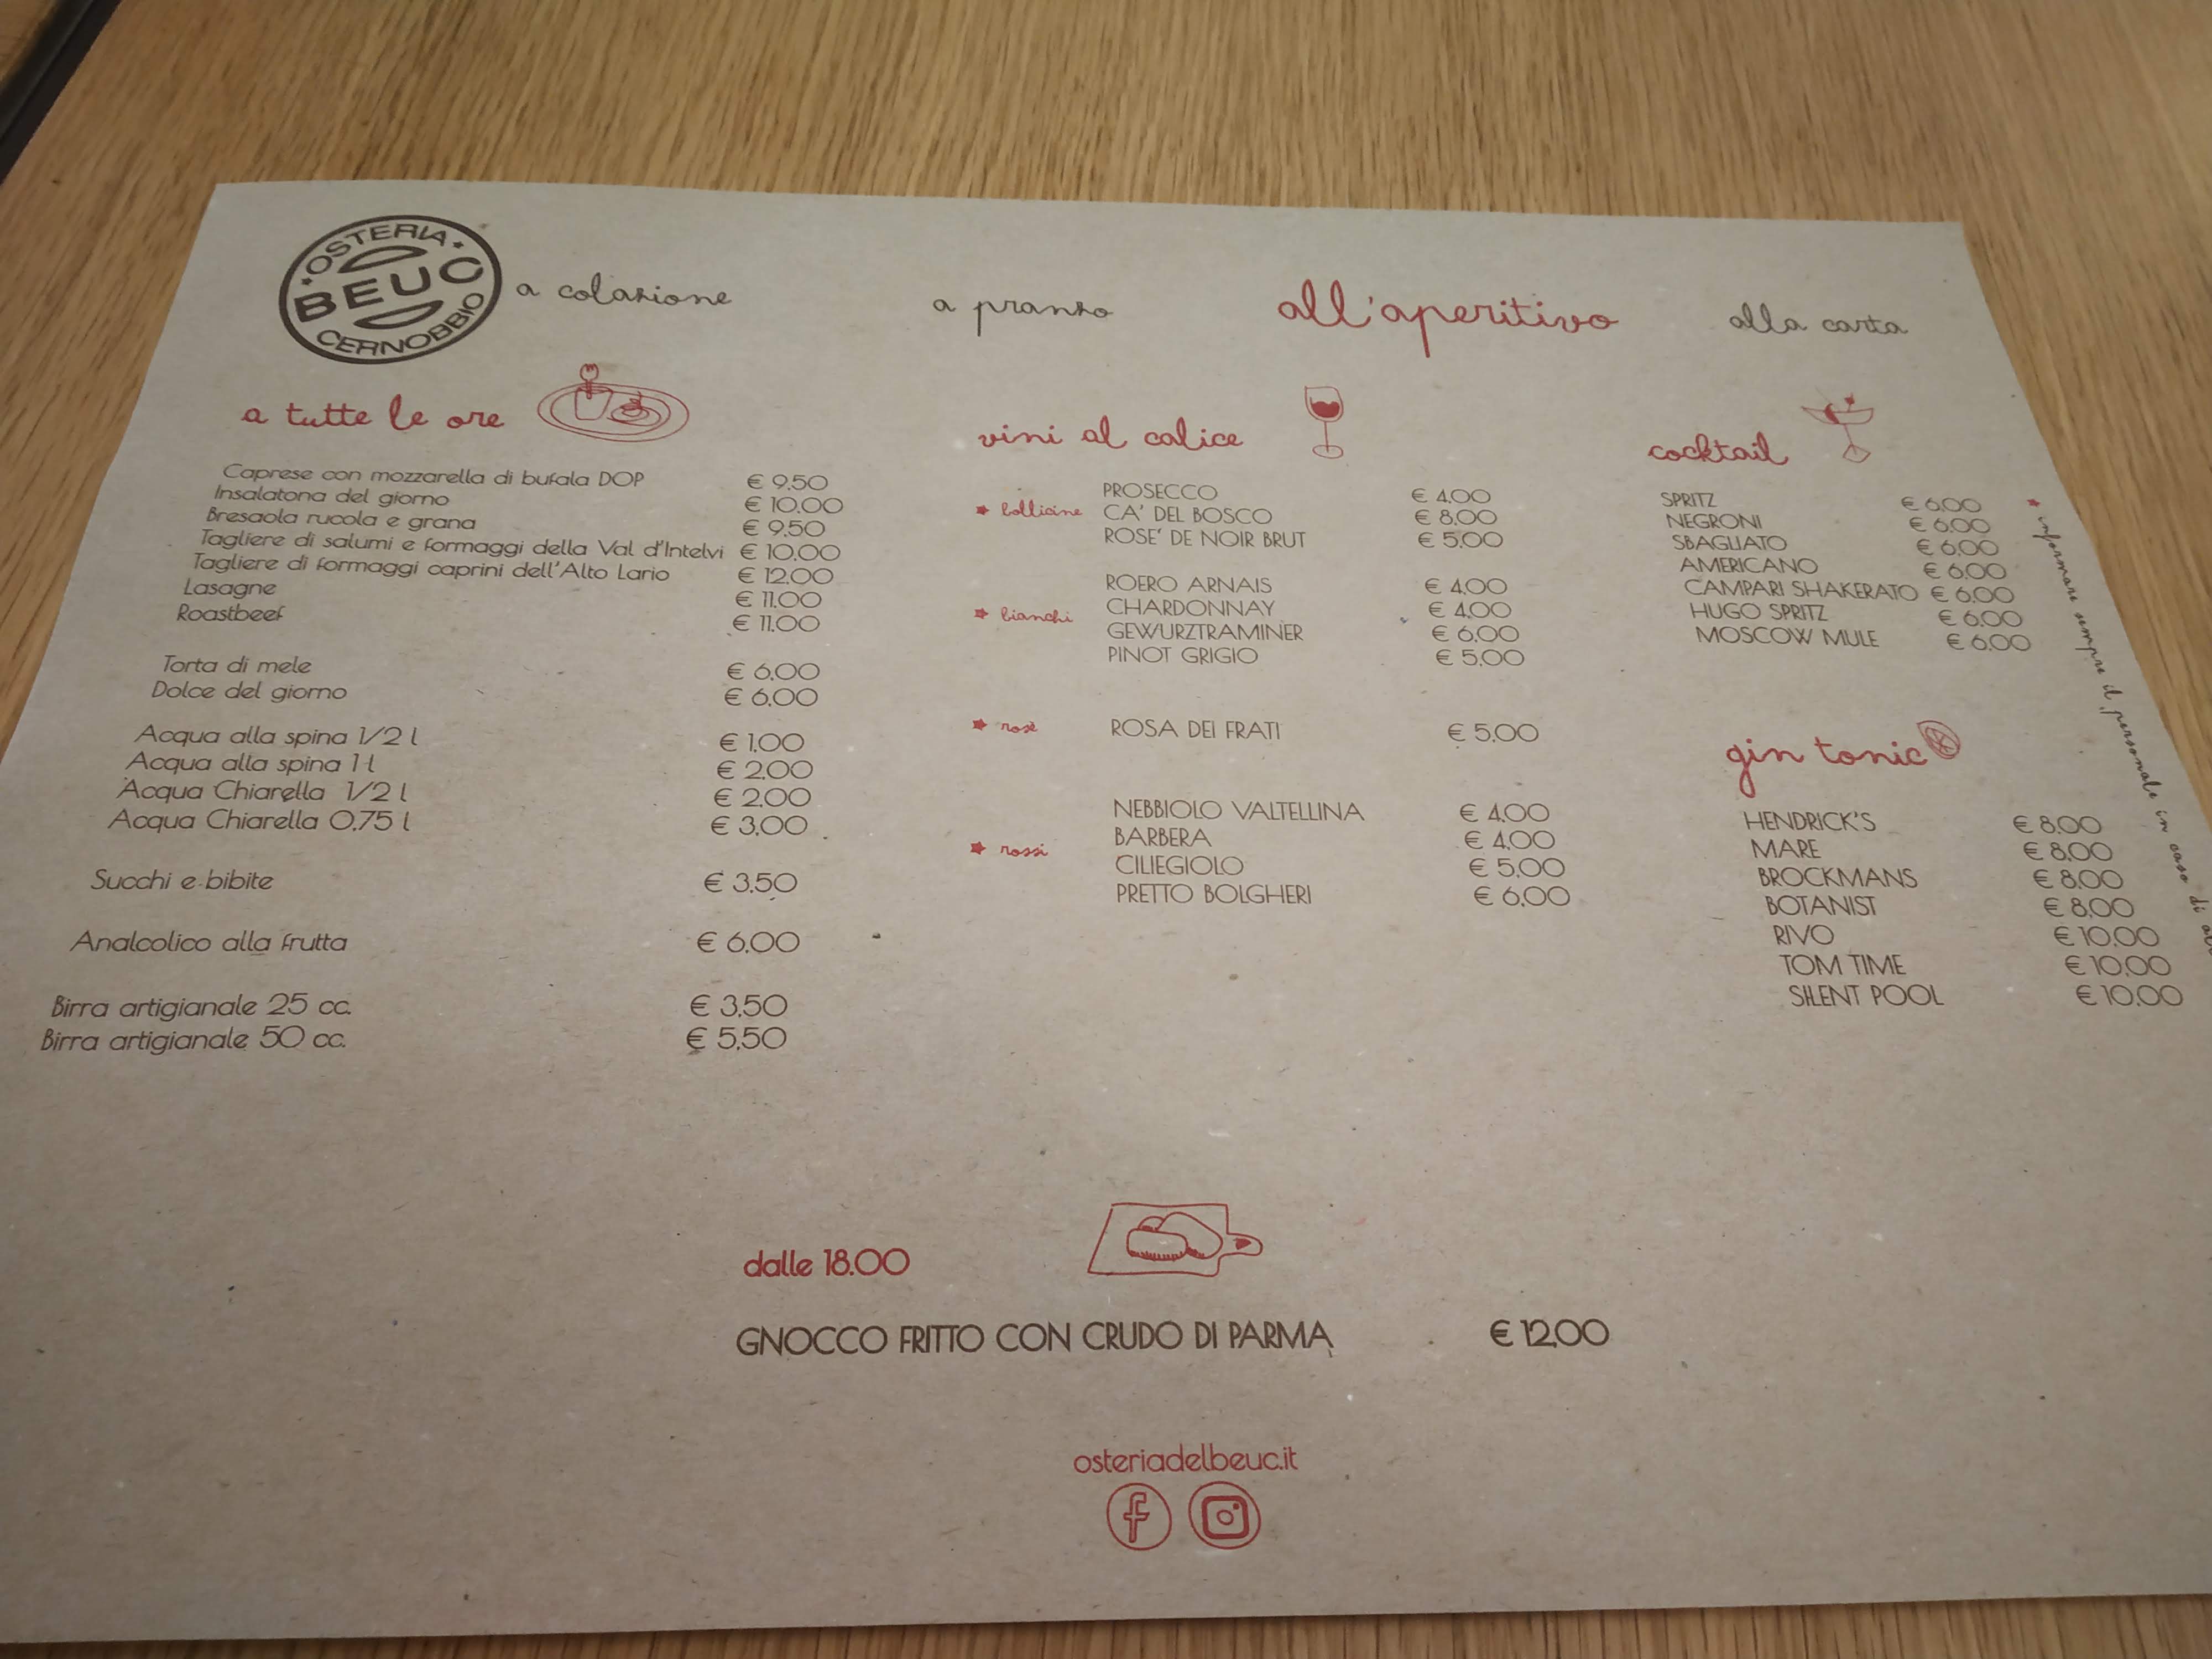 OSTERIA
BEUC
CERNOBBIO
a colazione
a pranzo
all'aperitivo
alla carta
a tutte le ore
Caprese con mozzarella di bufala DOP € 9,50
Insalatona del giorno € 10,00
Bresaola rucola e grana € 9,50
Tagliere di salumi e formaggi della Val d'Intelvi € 10,00
Tagliere di formaggi caprini dell'Alto Lario € 12,00
Lasagne € 11,00
Roastbeef € 11,00
Torta di mele € 6,00
Dolce del giorno € 6,00
Acqua alla spina 1/2 l € 1,00
Acqua alla spina 1 l € 2,00
Acqua Chiarella 1/2 l € 2,00
Acqua Chiarella 0,75 l € 3,00
Succhi e bibite € 3,50
Analcolico alla frutta € 6,00
Birra artigianale 25 cc. € 3,50
Birra artigianale 50 cc. € 5,50
vini al calice
bollicine
PROSECCO € 4,00
CA' DEL BOSCO € 8,00
ROSE' DE NOIR BRUT € 5,00
bianchi
ROERO ARNAIS € 4,00
CHARDONNAY € 4,00
GEWURZTRAMINER € 6,00
PINOT GRIGIO € 5,00
rosè
ROSA DEI FRATI € 5,00
rossi
NEBBIOLO VALTELLINA € 4,00
BARBERA € 4,00
CILIEGIOLO € 5,00
PRETTO BOLGHERI € 6,00
cocktail
SPRITZ € 6,00
NEGRONI € 6,00
SBAGLIATO € 6,00
AMERICANO € 6,00
CAMPARI SHAKERATO € 6,00
HUGO SPRITZ € 6,00
MOSCOW MULE € 6,00
gin tonic
HENDRICK'S € 8,00
MARE € 8,00
BROCKMANS € 8,00
BOTANIST € 8,00
RIVO € 10,00
TOM TIME € 10,00
SILENT POOL € 10,00
informare sempre il personale in caso di
dalle 18.00
GNOCCO FRITTO CON CRUDO DI PARMA € 12,00
osteriadelbeuc.it